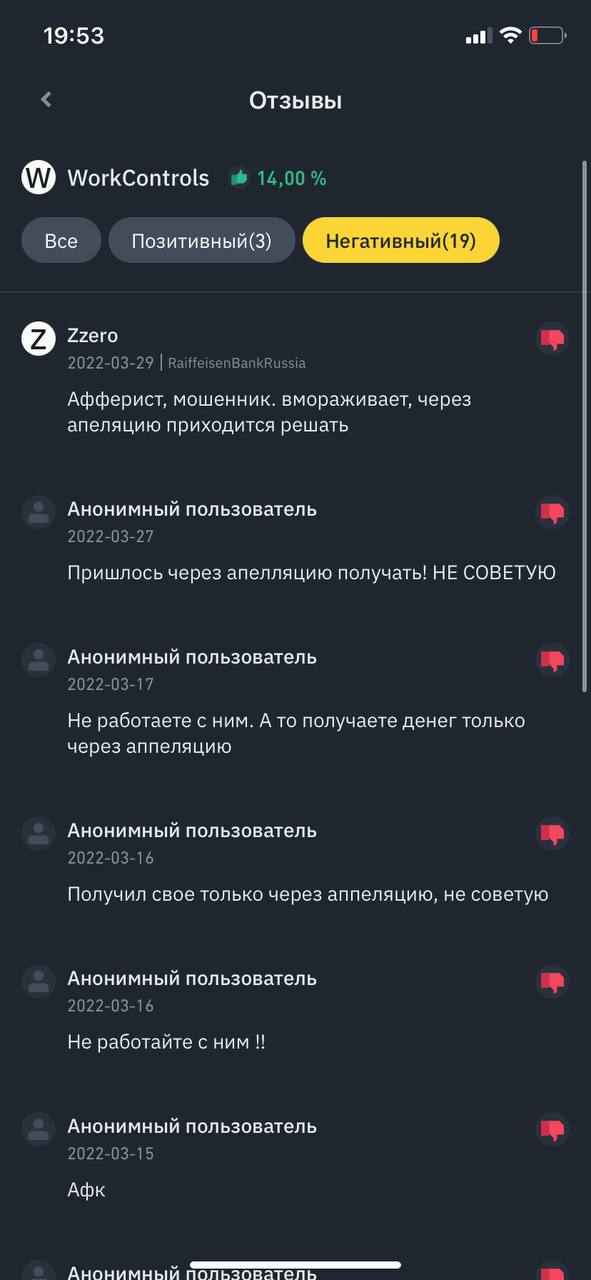 19:53
Отзывы
W WorkControls 14,00 %
Все Позитивный(3) Негативный(19)
Z Zzero
2022-03-29 | RaiffeisenBankRussia
Афферист, мошенник. вмораживает, через
апеляцию приходится решать
Анонимный пользователь
2022-03-27
Пришлось через апелляцию получать! НЕ СОВЕТУЮ
Анонимный пользователь
2022-03-17
Не работаете с ним. А то получаете денег только
через аппеляцию
Анонимный пользователь
2022-03-16
Получил свое только через аппеляцию, не советую
Анонимный пользователь
2022-03-16
Не работайте с ним !!
Анонимный пользователь
2022-03-15
Афк
Анонимный пользователь